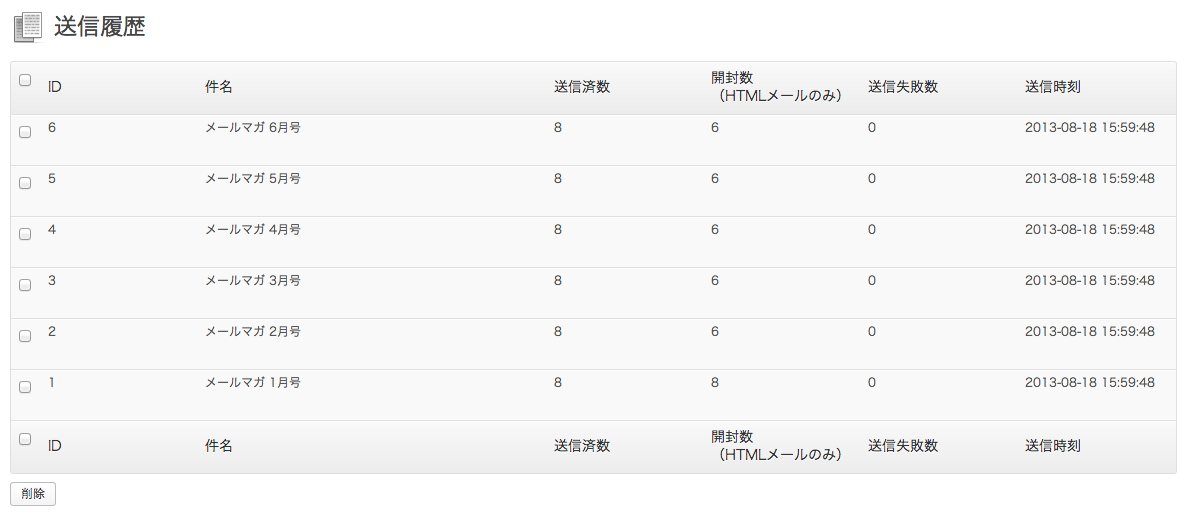 送信履歴
ID 件名 送信済数 開封数 送信失敗数 送信時刻
（HTMLメールのみ）
6 メールマガ 6月号 8 6 0 2013-08-18 15:59:48
5 メールマガ 5月号 8 6 0 2013-08-18 15:59:48
4 メールマガ 4月号 8 6 0 2013-08-18 15:59:48
3 メールマガ 3月号 8 6 0 2013-08-18 15:59:48
2 メールマガ 2月号 8 6 0 2013-08-18 15:59:48
1 メールマガ 1月号 8 8 0 2013-08-18 15:59:48
ID 件名 送信済数 開封数 送信失敗数 送信時刻
（HTMLメールのみ）
削除